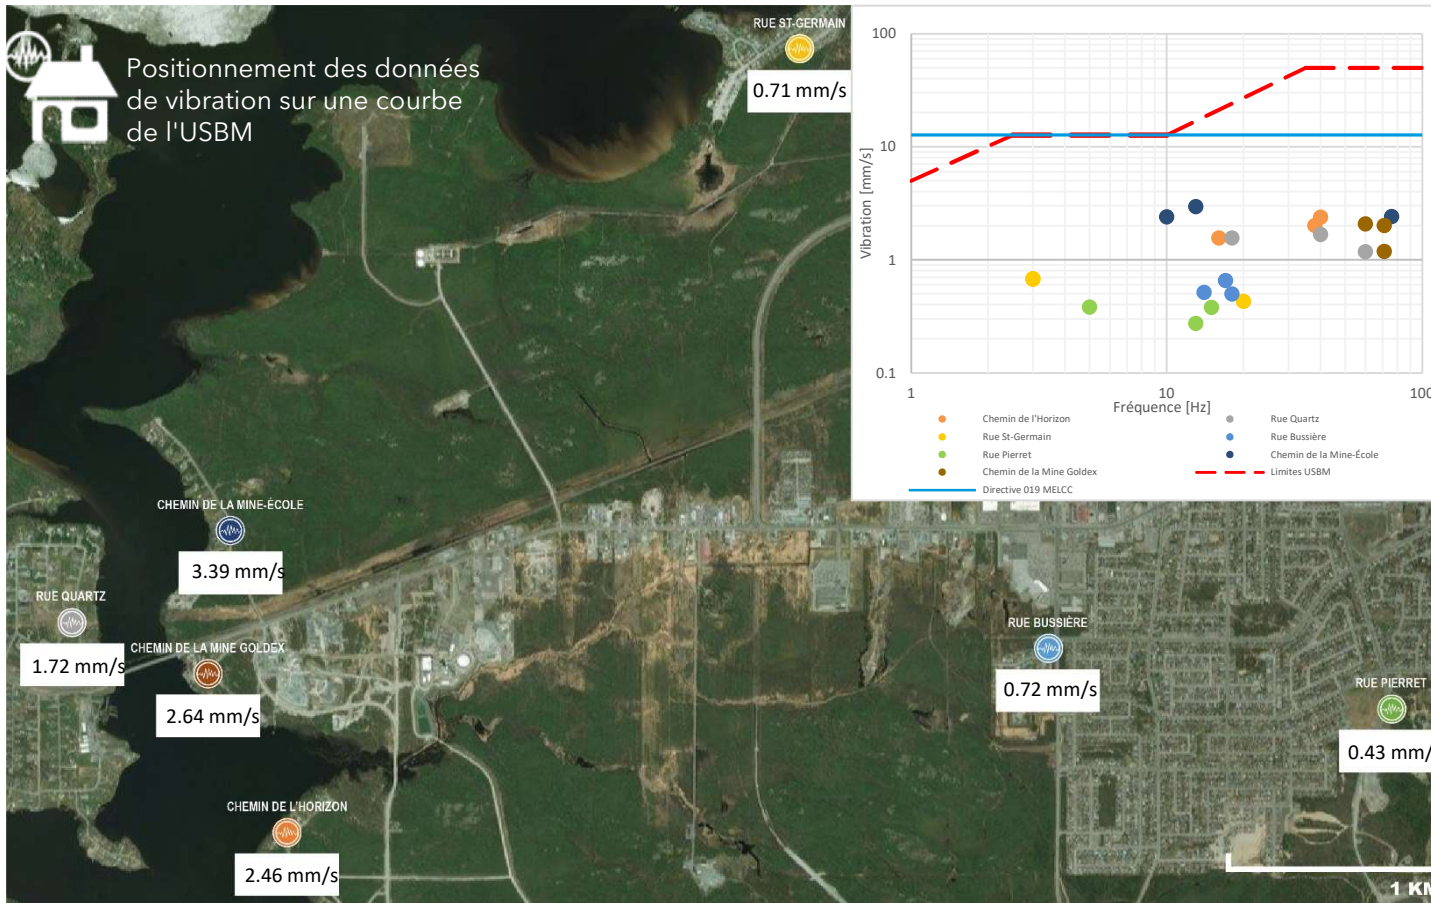 Positionnement des données
de vibration sur une courbe
de l'USBM
RUE ST-GERMAIN
0.71 mm/s
100
10
1
0.1
Vibration [mm/s]
1
10
100
Fréquence [Hz]
Chemin de l'Horizon
Rue Quartz
Rue St-Germain
Rue Bussière
Rue Pierret
Chemin de la Mine-École
Chemin de la Mine Goldex
Limites USBM
Directive 019 MELCC
CHEMIN DE LA MINE-ÉCOLE
3.39 mm/s
RUE QUARTZ
1.72 mm/s
CHEMIN DE LA MINE GOLDEX
2.64 mm/s
RUE BUSSIÈRE
0.72 mm/s
RUE PIERRET
0.43 mm/
CHEMIN DE L'HORIZON
2.46 mm/s
1 KM